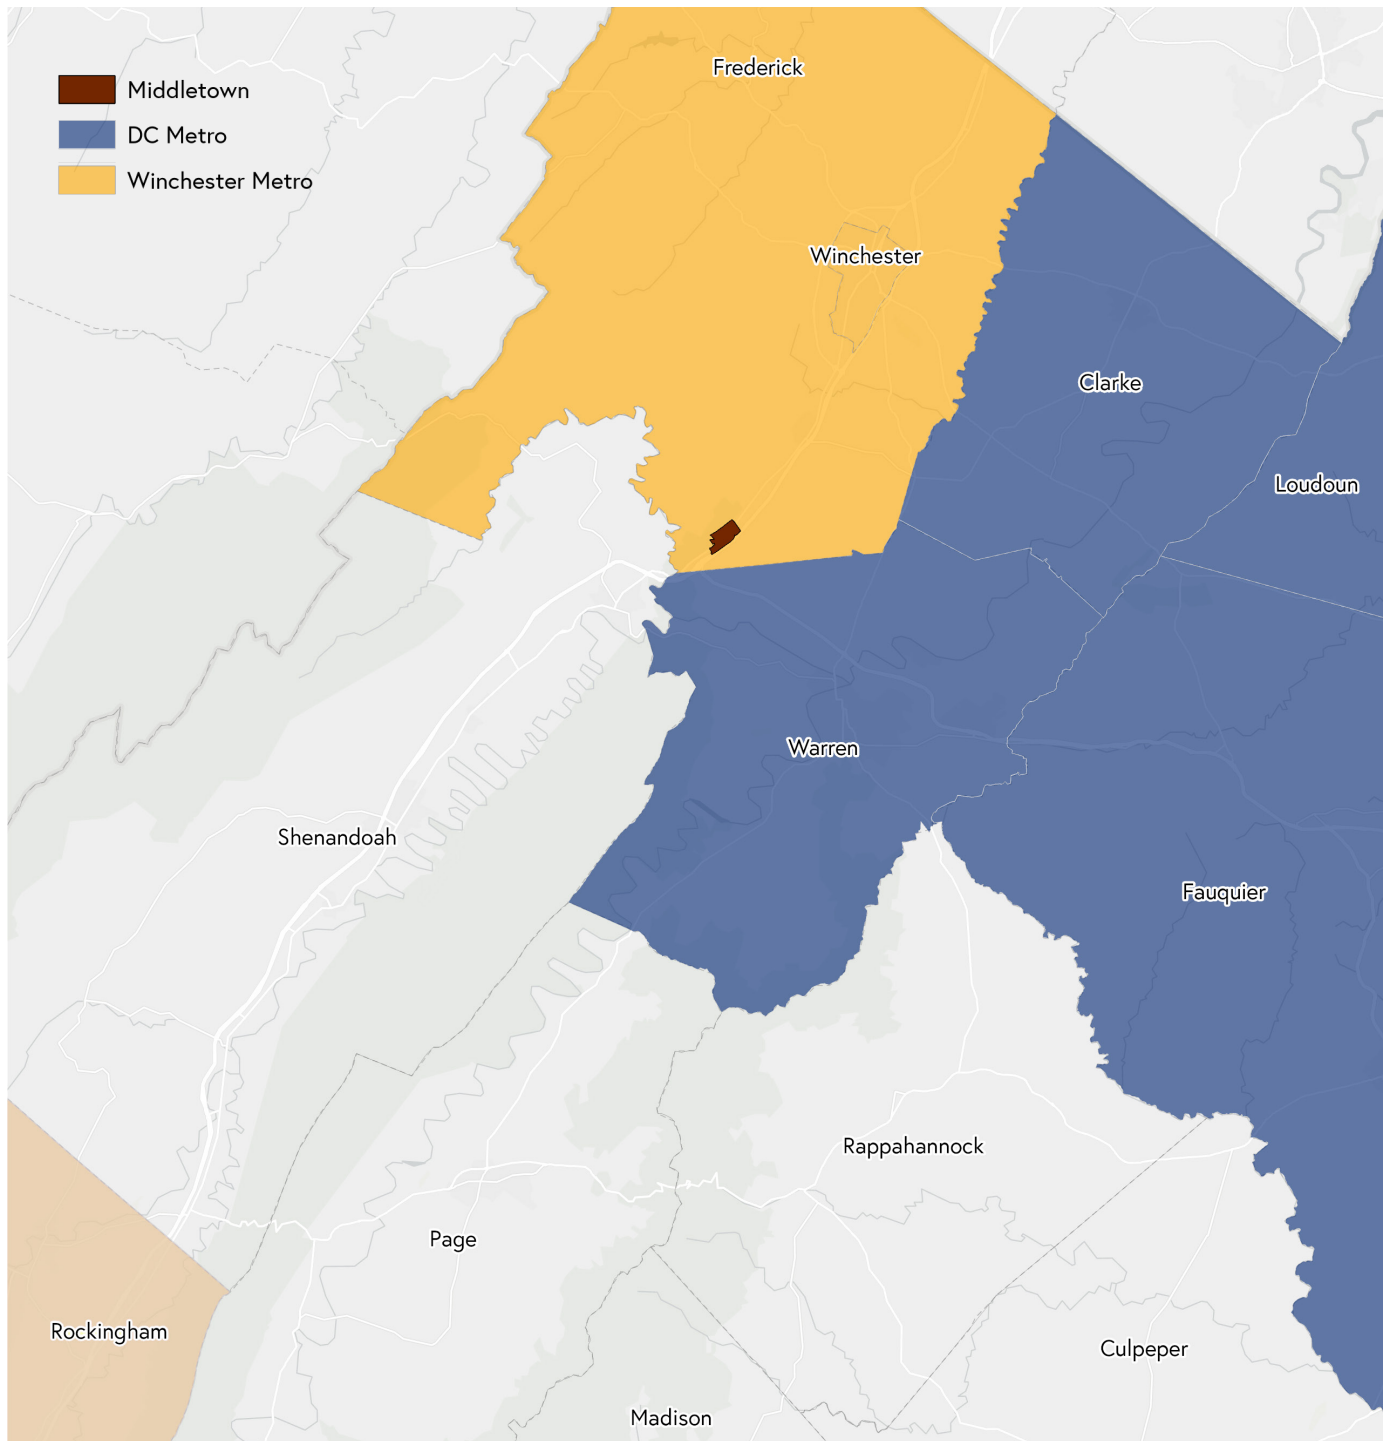 Frederick
Middletown
DC Metro
Winchester Metro
Winchester
Clarke
Loudoun
Warren
Shenandoah
Fauquier
Rappahannock
Page
Rockingham
Culpeper
Madison